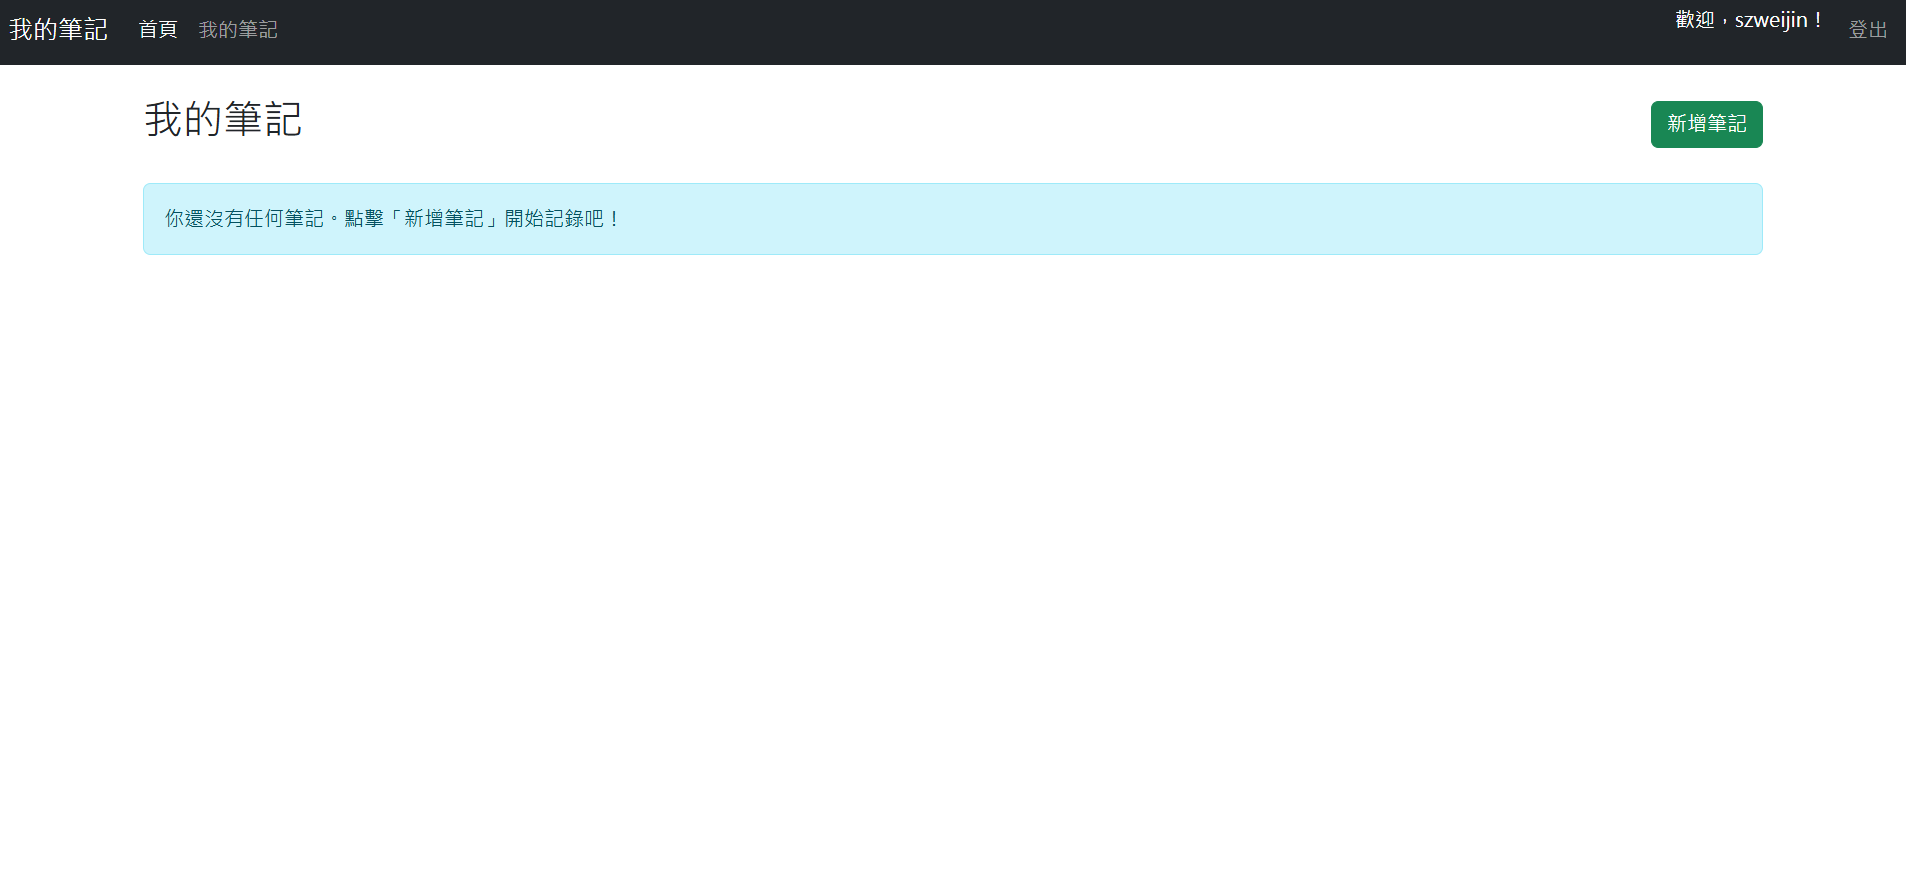 我的筆記 首頁 我的筆記 歡迎，szweijin！ 登出
我的筆記 新增筆記
你還沒有任何筆記。點擊「新增筆記」開始記錄吧！